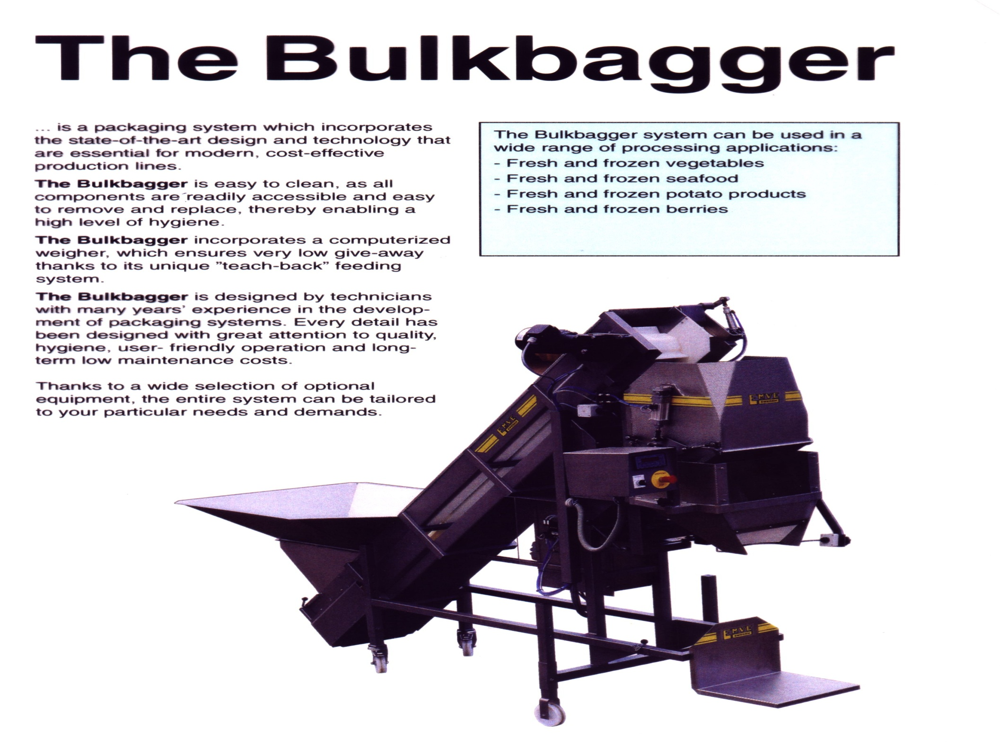 The Bulkbagger
... is a packaging system which incorporates
the state-of-the-art design and technology that
are essential for modern, cost-effective
production lines.
The Bulkbagger is easy to clean, as all
components are readily accessible and easy
to remove and replace, thereby enabling a
high level of hygiene.
The Bulkbagger incorporates a computerized
weigher, which ensures very low give-away
thanks to its unique ”teach-back” feeding
system.
The Bulkbagger is designed by technicians
with many years’ experience in the develop-
ment of packaging systems. Every detail has
been designed with great attention to quality,
hygiene, user- friendly operation and long-
term low maintenance costs.
Thanks to a wide selection of optional
equipment, the entire system can be tailored
to your particular needs and demands.
The Bulkbagger system can be used in a
wide range of processing applications:
- Fresh and frozen vegetables
- Fresh and frozen seafood
- Fresh and frozen potato products
- Fresh and frozen berries
EMVE
SWEDEN
EMVE
SWEDEN
EMVE
SWEDEN